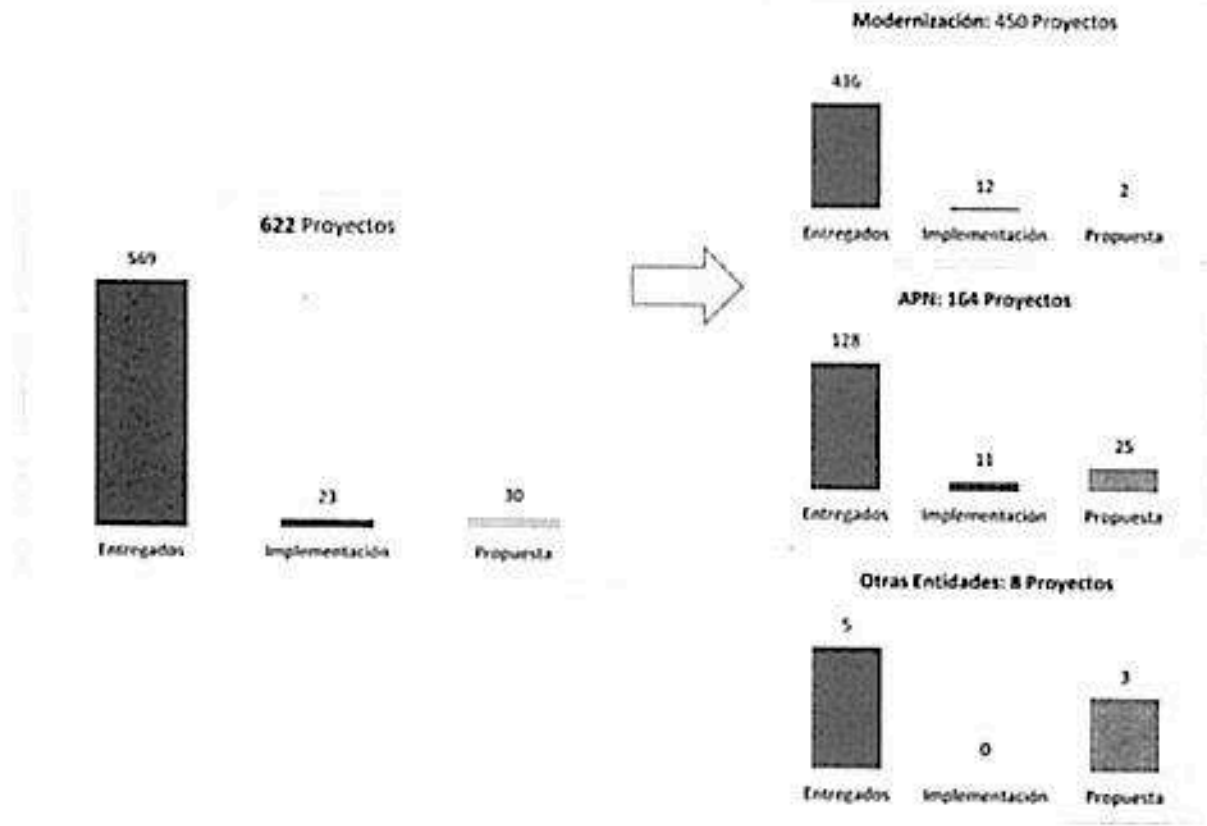 622 Proyectos
569
23
30
Entregados
Implementación
Propuesta
Modernización: 450 Proyectos
436
12
2
Entregados
Implementación
Propuesta
APN: 164 Proyectos
128
11
25
Entregados
Implementación
Propuesta
Otras Entidades: 8 Proyectos
5
0
3
Entregados
Implementación
Propuesta